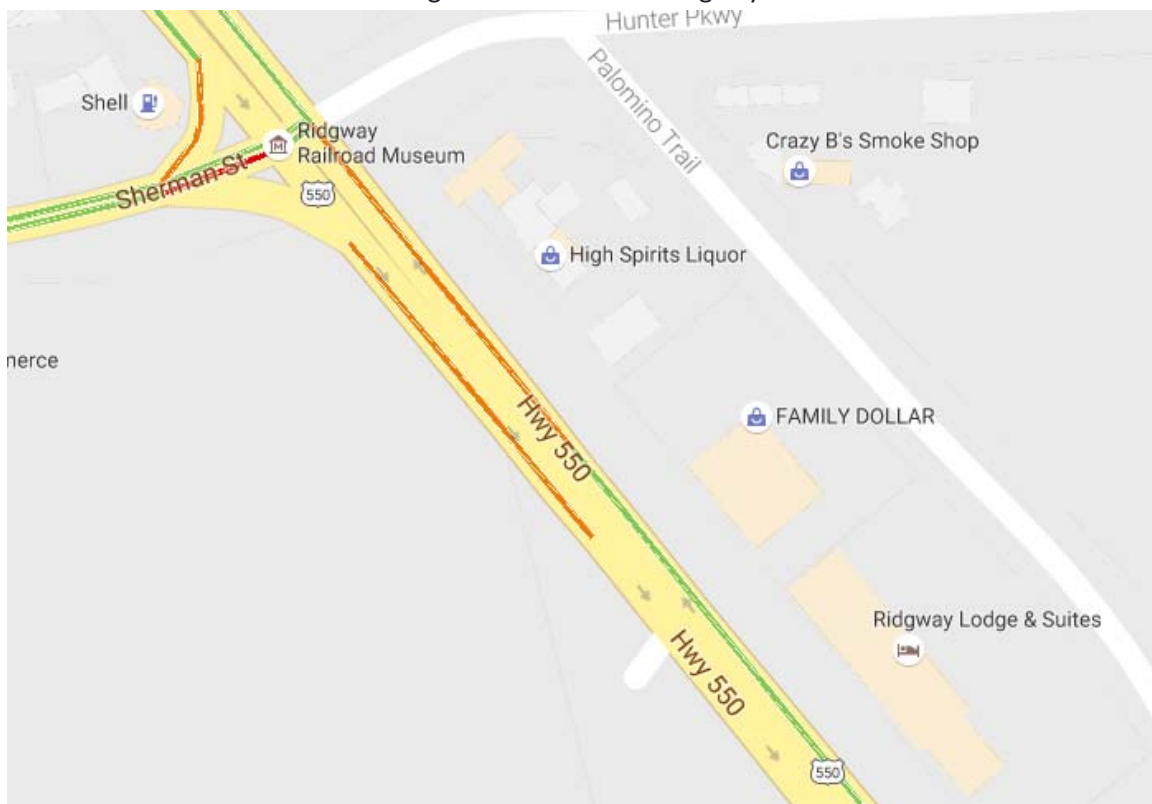 Hunter Pkwy
Palomino Trail
Shell
Ridgway
Railroad Museum
Crazy B's Smoke Shop
Sherman St
550
High Spirits Liquor
nerce
Hwy 550
FAMILY DOLLAR
Ridgway Lodge & Suites
Hwy 550
550